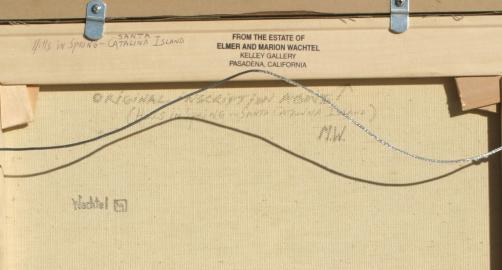 Hills in Spring - Santa Catalina Island
FROM THE ESTATE OF
ELMER AND MARION WACHTEL
KELLEY GALLERY
PASADENA, CALIFORNIA
ORIGINAL INSCRIPTION ABOVE
(HILLS IN SPRING - SANTA CATALINA ISLAND)
M.W.
Wachtel